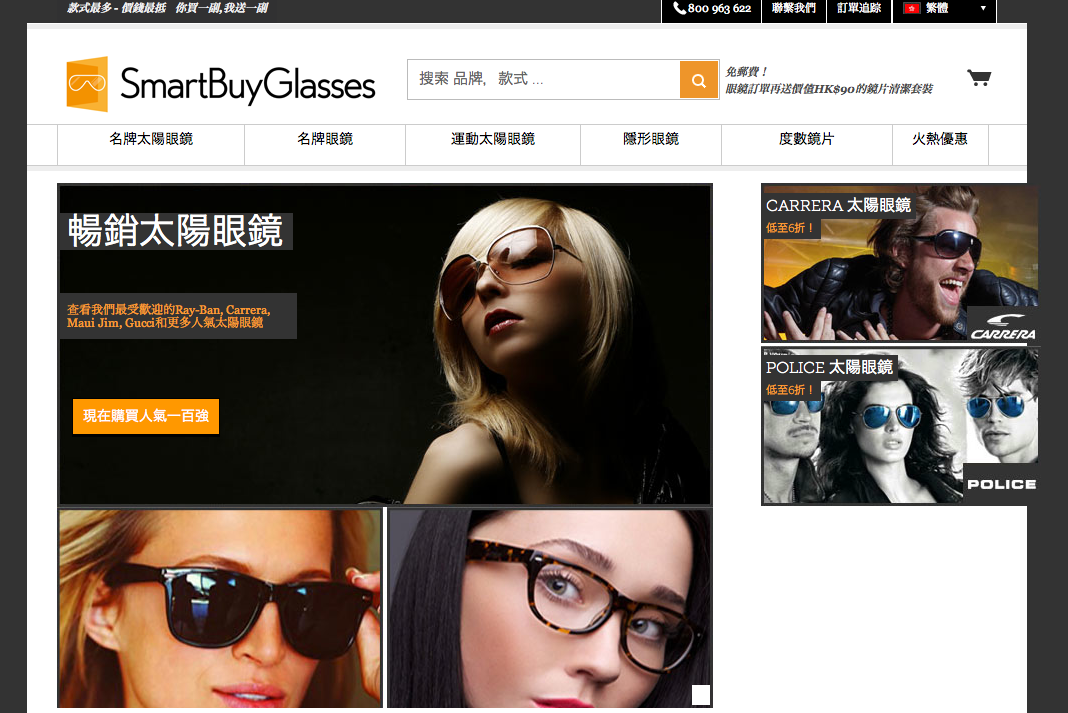 款式最多 - 價錢最抵 你買一副,我送一副
800 963 622
聯繫我們
訂單追踪
繁體
SmartBuyGlasses
搜索 品牌, 款式 ...
免郵費！
眼鏡訂單再送價值HK$90的鏡片清潔套裝
名牌太陽眼鏡
名牌眼鏡
運動太陽眼鏡
隱形眼鏡
度數鏡片
火熱優惠
暢銷太陽眼鏡
查看我們最受歡迎的Ray-Ban, Carrera,
Maui Jim, Gucci和更多人氣太陽眼鏡
現在購買人氣一百強
CARRERA 太陽眼鏡
低至6折！
CARRERA
POLICE 太陽眼鏡
低至6折！
POLICE